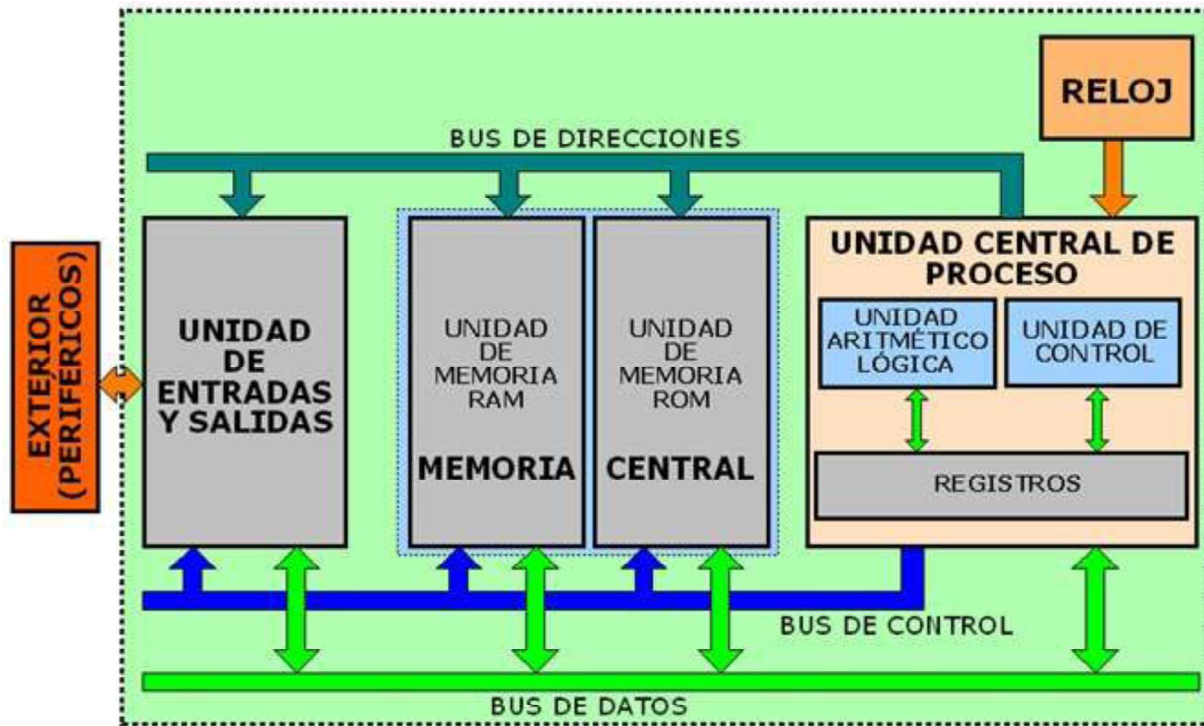 RELOJ
BUS DE DIRECCIONES
EXTÉRIOR
(PERIFÉRICOS)
UNIDAD
DE
ENTRADAS
Y SALIDAS
UNIDAD
DE
MEMORIA
RAM
MEMORIA
UNIDAD
DE
MEMORIA
ROM
CENTRAL
UNIDAD CENTRAL DE
PROCESO
UNIDAD
ARITMÉTICO
LÓGICA
UNIDAD DE
CONTROL
REGISTROS
BUS DE CONTROL
BUS DE DATOS